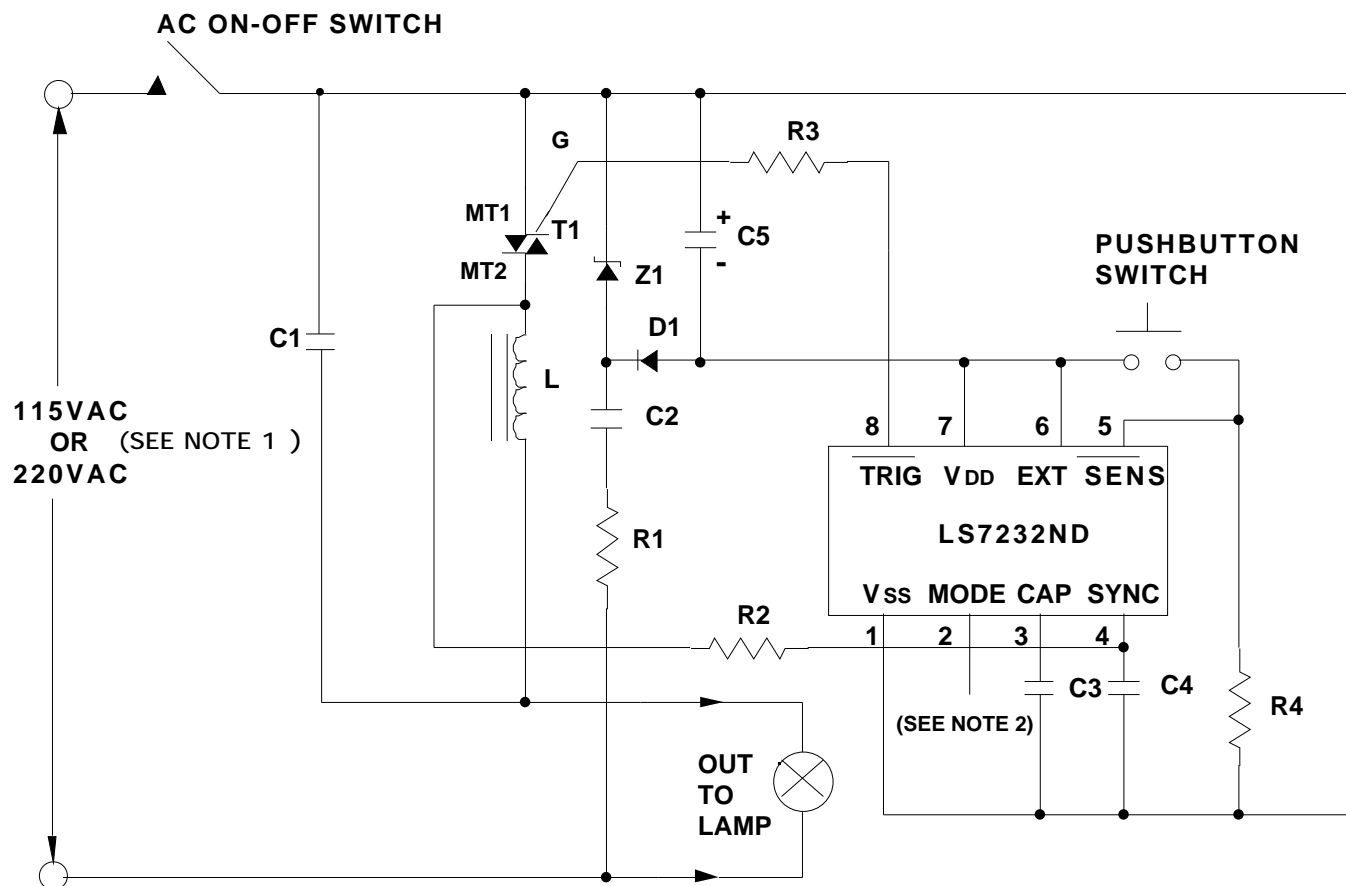 AC ON-OFF SWITCH
G
R3
MT1
T1
MT2
+
C5
-
Z1
PUSHBUTTON
SWITCH
C1
D1
L
C2
115VAC
OR (SEE NOTE 1 )
220VAC
8 7 6 5
TRIG VDD EXT SENS
R1
LS7232ND
VSS MODE CAP SYNC
R2
1 2 3 4
C3
C4
R4
(SEE NOTE 2)
OUT
TO
LAMP